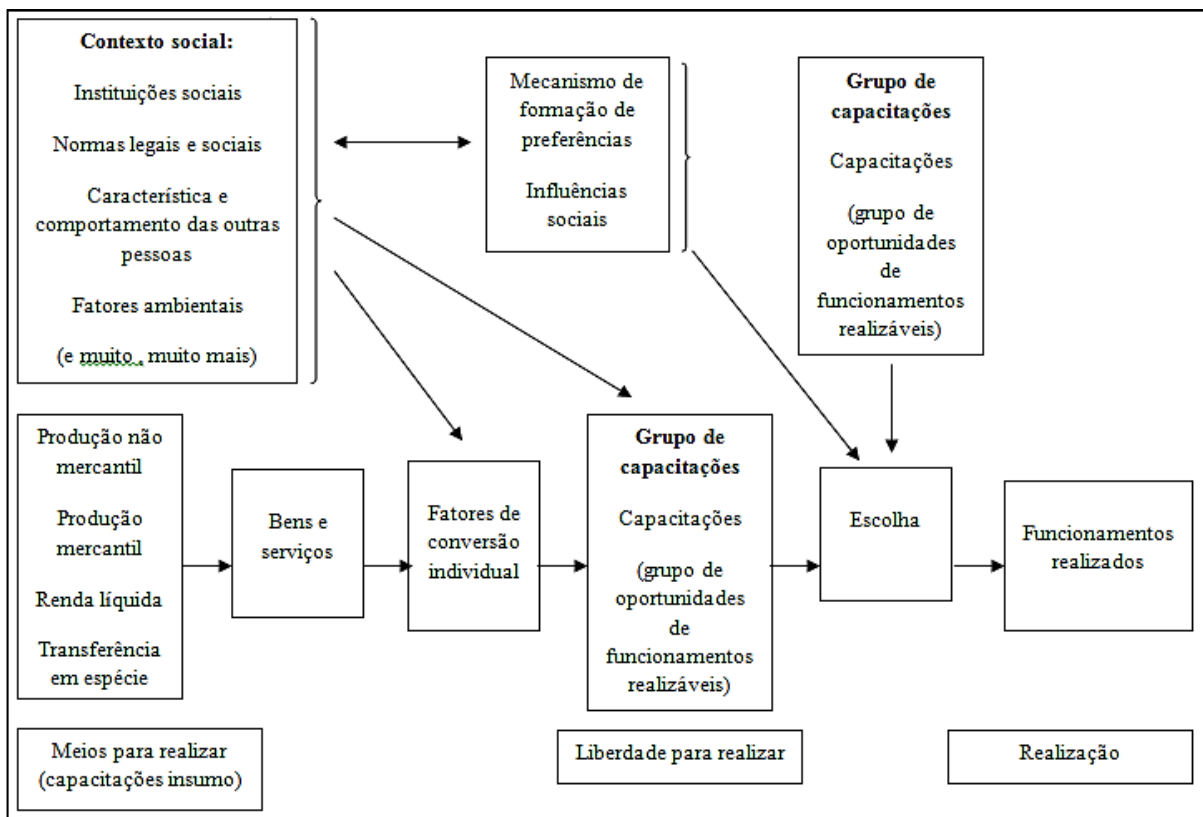 Contexto social:
Instituições sociais
Normas legais e sociais
Característica e
comportamento das outras
pessoas
Fatores ambientais
(e muito , muito mais)
Mecanismo de
formação de
preferências
Influências
sociais
Grupo de
capacitações
Capacitações
(grupo de
oportunidades
de
funcionamentos
realizáveis)
Produção não
mercantil
Produção
mercantil
Renda líquida
Transferência
em espécie
Bens e
serviços
Fatores de
conversão
individual
Grupo de
capacitações
Capacitações
(grupo de
oportunidades
de
funcionamentos
realizáveis)
Escolha
Funcionamentos
realizados
Meios para realizar
(capacitações insumo)
Liberdade para realizar
Realização